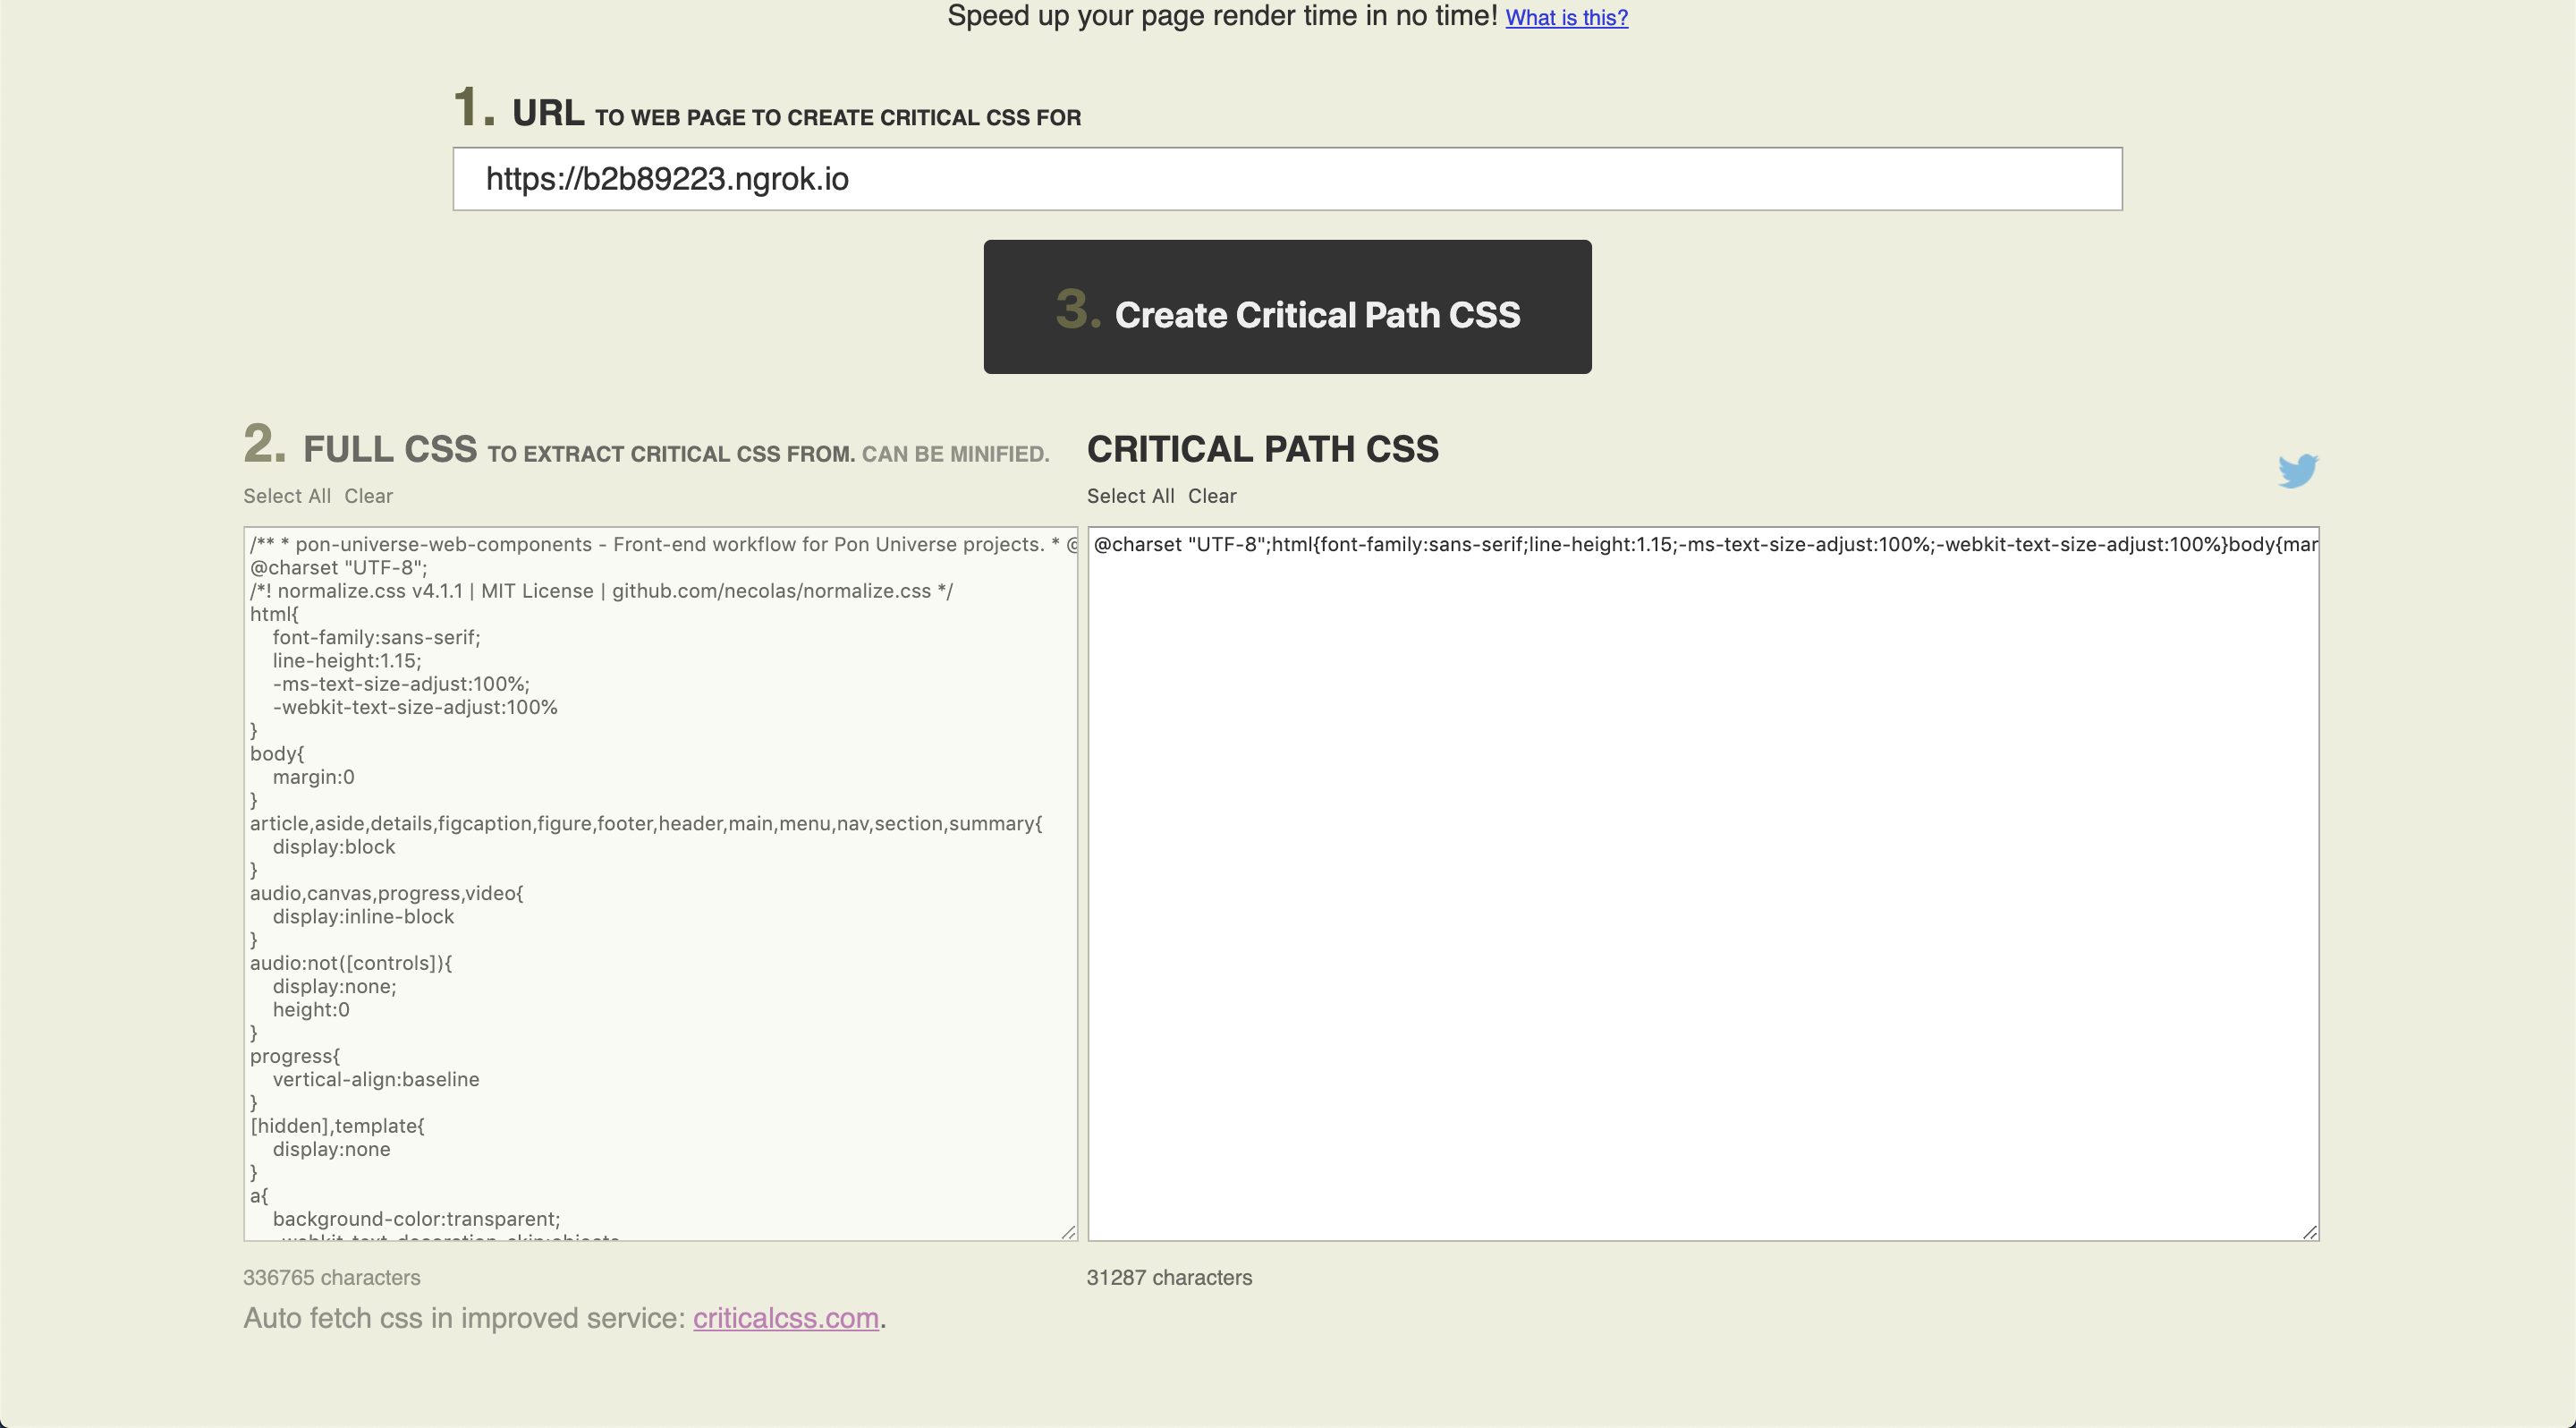 Speed up your page render time in no time! What is this?
1. URL TO WEB PAGE TO CREATE CRITICAL CSS FOR
https://b2b89223.ngrok.io
3. Create Critical Path CSS
2. FULL CSS TO EXTRACT CRITICAL CSS FROM. CAN BE MINIFIED.
Select All Clear
/** * pon-universe-web-components - Front-end workflow for Pon Universe projects. * @
@charset "UTF-8";
/*! normalize.css v4.1.1 | MIT License | github.com/necolas/normalize.css */
html{
    font-family:sans-serif;
    line-height:1.15;
    -ms-text-size-adjust:100%;
    -webkit-text-size-adjust:100%
}
body{
    margin:0
}
article,aside,details,figcaption,figure,footer,header,main,menu,nav,section,summary{
    display:block
}
audio,canvas,progress,video{
    display:inline-block
}
audio:not([controls]){
    display:none;
    height:0
}
progress{
    vertical-align:baseline
}
[hidden],template{
    display:none
}
a{
    background-color:transparent;
    -webkit-text-decoration-skip:objects
336765 characters
Auto fetch css in improved service: criticalcss.com.
CRITICAL PATH CSS
Select All Clear
@charset "UTF-8";html{font-family:sans-serif;line-height:1.15;-ms-text-size-adjust:100%;-webkit-text-size-adjust:100%}body{mar
31287 characters